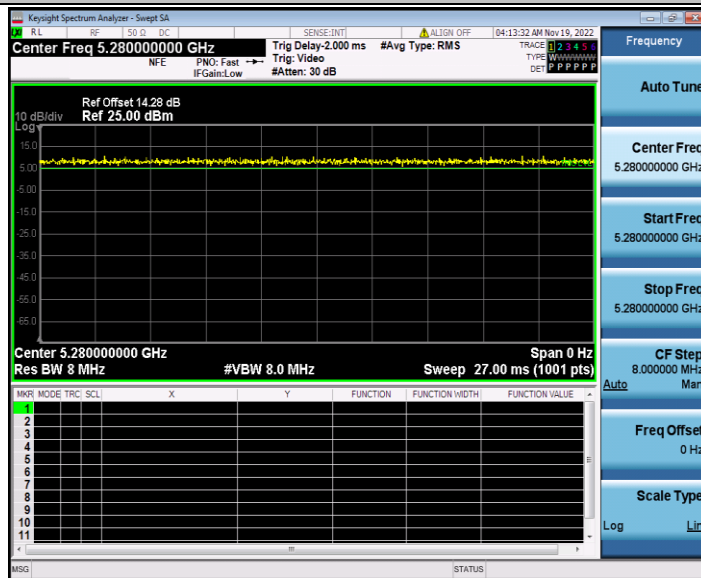 Keysight Spectrum Analyzer - Swept SA
RL RF 50 Ω DC SENSE:INT ALIGN OFF 04:13:32 AM Nov 19, 2022
Center Freq 5.280000000 GHz
NFE PNO: Fast IFGain:Low
Trig Delay-2.000 ms #Avg Type: RMS
Trig: Video
#Atten: 30 dB
TRACE 1 2 3 4 5 6
TYPE WWWWWW
DET P P P P P P
Ref Offset 14.28 dB
10 dB/div Ref 25.00 dBm
Log
15.0
5.00
-5.00
-15.0
-25.0
-35.0
-45.0
-55.0
-65.0
Center 5.280000000 GHz Span 0 Hz
Res BW 8 MHz #VBW 8.0 MHz Sweep 27.00 ms (1001 pts)
MKR MODE TRC SCL X Y FUNCTION FUNCTION WIDTH FUNCTION VALUE
1
2
3
4
5
6
7
8
9
10
11
MSG STATUS
Frequency
Auto Tune
Center Freq
5.280000000 GHz
Start Freq
5.280000000 GHz
Stop Freq
5.280000000 GHz
CF Step
8.000000 MHz
Auto Man
Freq Offset
0 Hz
Scale Type
Log Lin